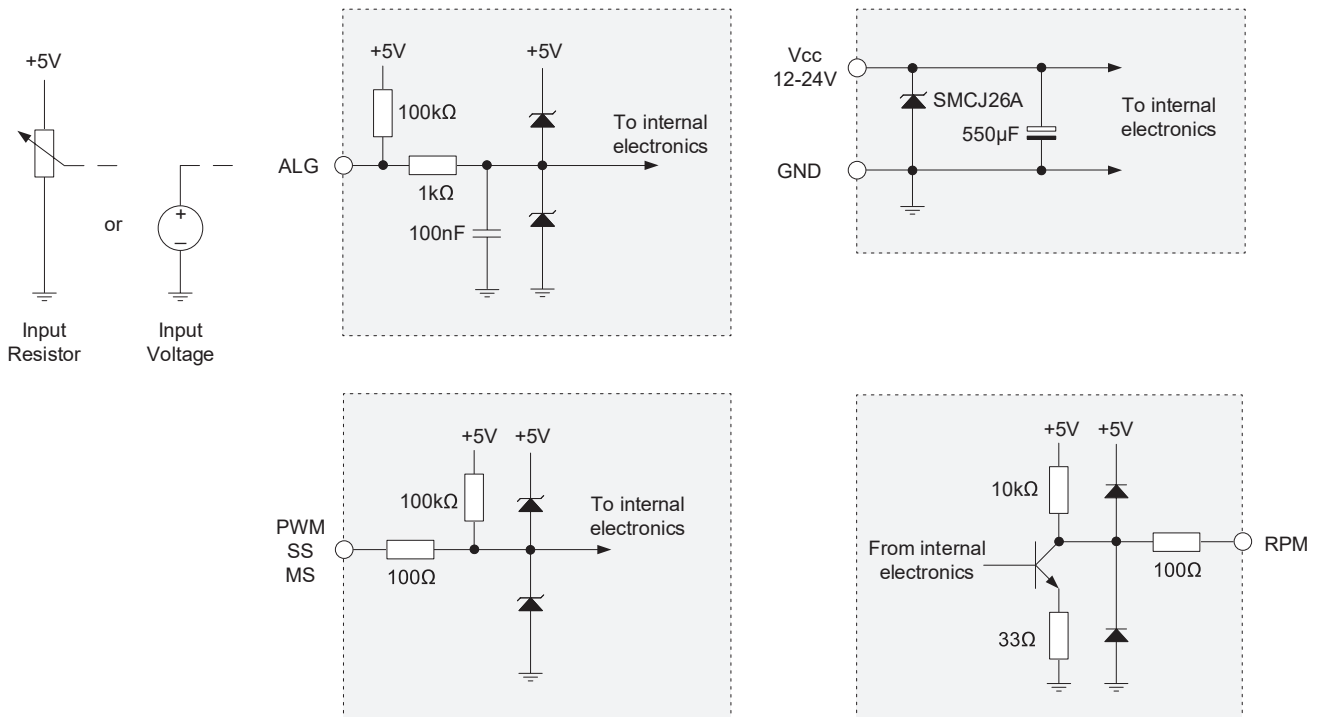 +5V
or
Input
Resistor
Input
Voltage
ALG
+5V
+5V
100kΩ
1kΩ
100nF
To internal
electronics
Vcc
12-24V
GND
SMCJ26A
550µF
To internal
electronics
PWM
SS
MS
+5V +5V
100kΩ
100Ω
To internal
electronics
+5V +5V
10kΩ
From internal
electronics
33Ω
100Ω
RPM